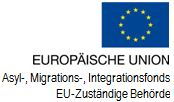 EUROPÄISCHE UNION
Asyl-, Migrations-, Integrationsfonds
EU-Zuständige Behörde